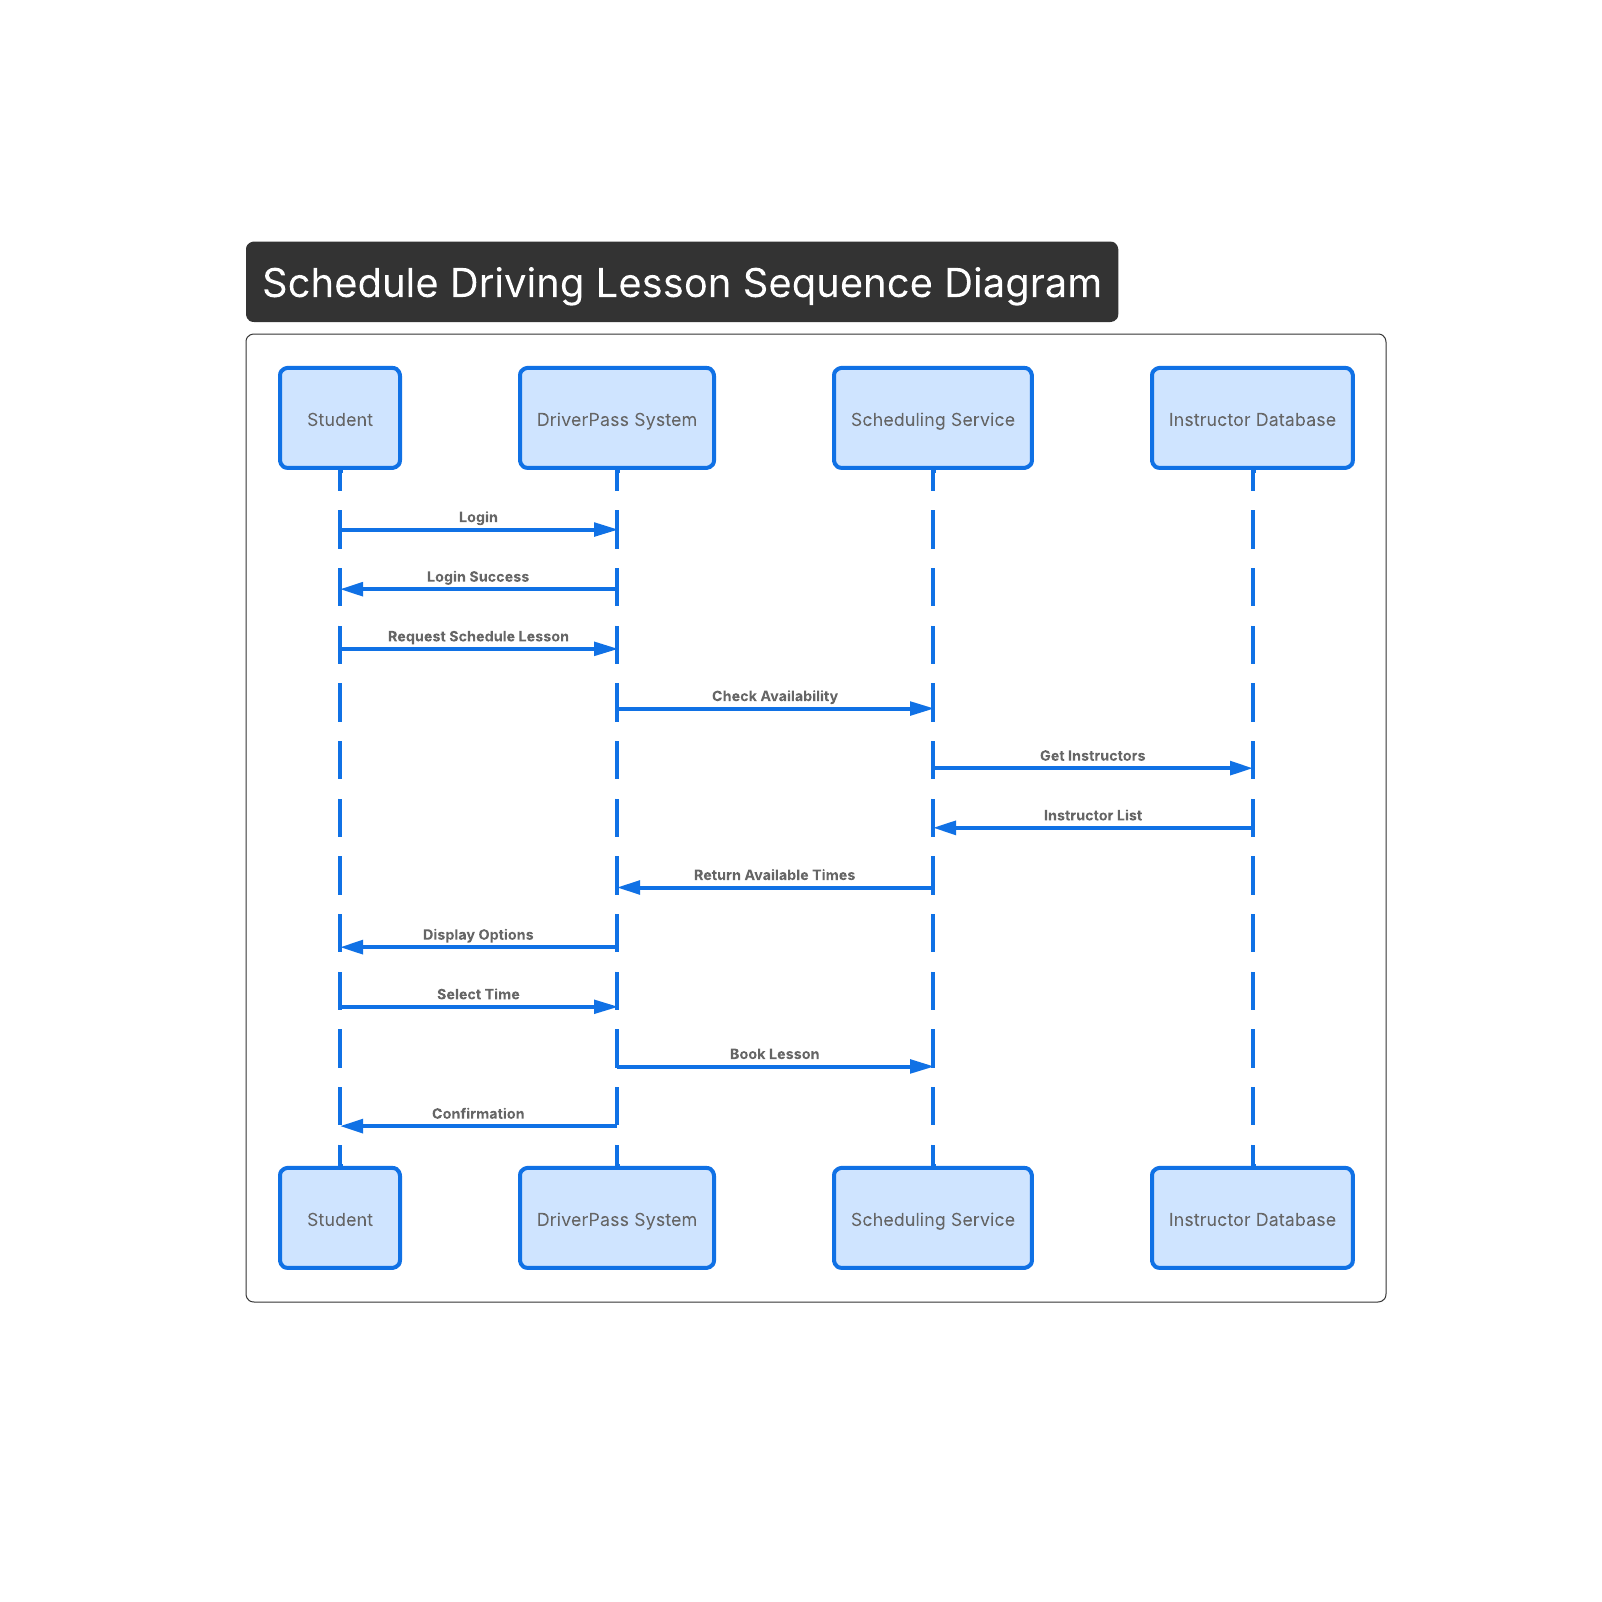 Schedule Driving Lesson Sequence Diagram
Student
DriverPass System
Scheduling Service
Instructor Database
Login
Login Success
Request Schedule Lesson
Check Availability
Get Instructors
Instructor List
Return Available Times
Display Options
Select Time
Book Lesson
Confirmation
Student
DriverPass System
Scheduling Service
Instructor Database